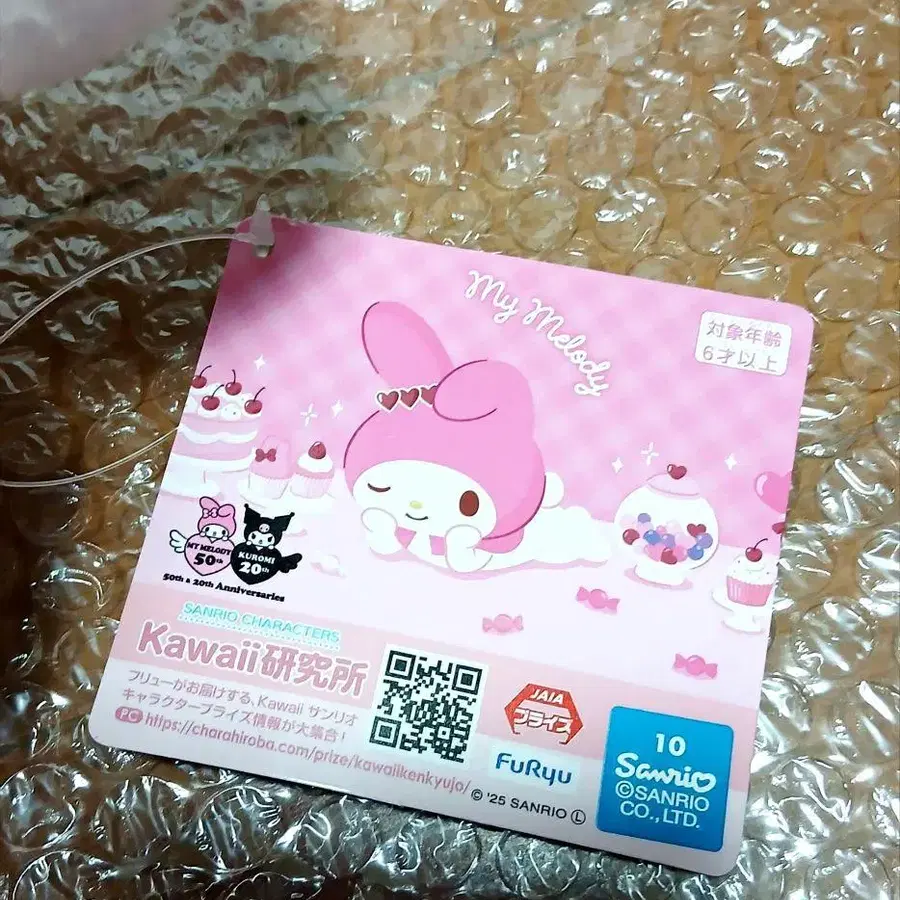 My Melody
対象年齢
6才以上
MY MELODY
50th
KUROMI
20th
50th & 20th Anniversaries
SANRIO CHARACTERS
Kawaii研究所
フリューがお届けする、Kawaii サンリオ
キャラクタープライズ情報が大集合!
PC https://charahiroba.com/prize/kawaiikenkyujo/
JAIA
プライズ
FuRyu
© '25 SANRIO Ⓛ
10
Sanrio
©SANRIO
CO., LTD.